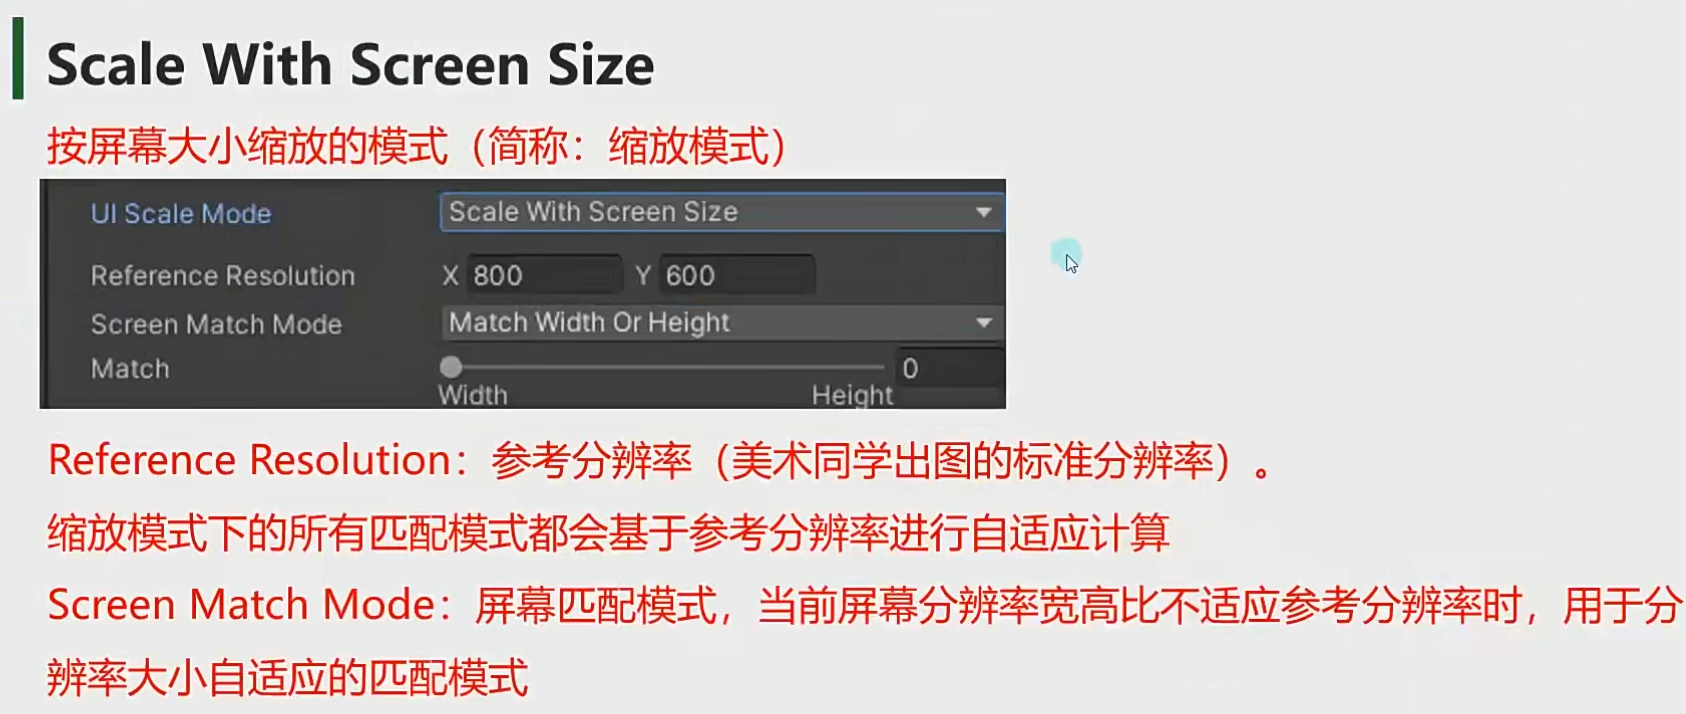 Scale With Screen Size
按屏幕大小缩放的模式（简称：缩放模式）
UI Scale Mode Scale With Screen Size
Reference Resolution X 800 Y 600
Screen Match Mode Match Width Or Height
Match 0
Width Height
Reference Resolution：参考分辨率（美术同学出图的标准分辨率）。
缩放模式下的所有匹配模式都会基于参考分辨率进行自适应计算
Screen Match Mode：屏幕匹配模式，当前屏幕分辨率宽高比不适应参考分辨率时，用于分
辨率大小自适应的匹配模式